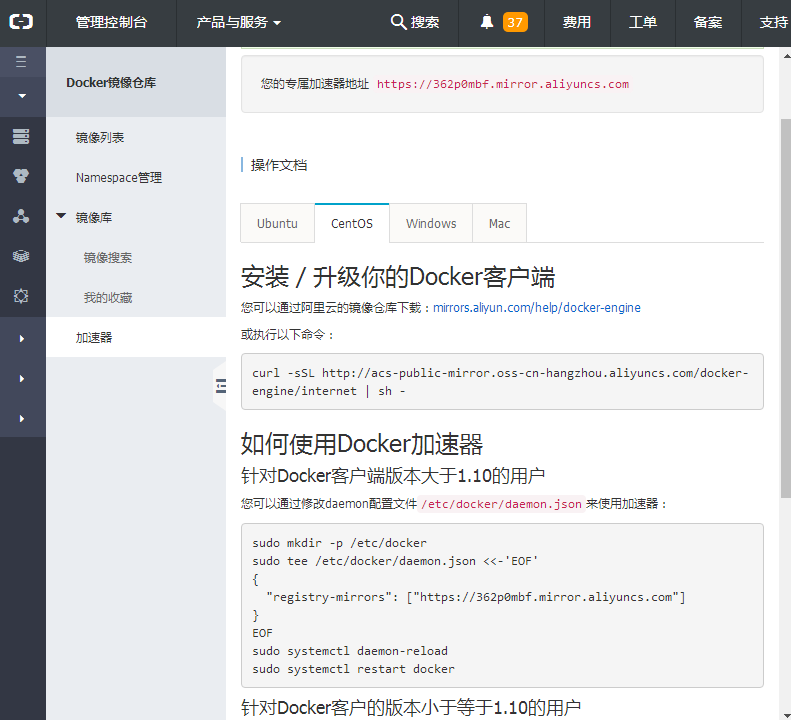 管理控制台 产品与服务 搜索 37 费用 工单 备案 支持
Docker镜像仓库
镜像列表
Namespace管理
镜像库
镜像搜索
我的收藏
加速器
您的专属加速器地址 https://362p0mbf.mirror.aliyuncs.com
操作文档
Ubuntu CentOS Windows Mac
安装 / 升级你的Docker客户端
您可以通过阿里云的镜像仓库下载：mirrors.aliyun.com/help/docker-engine
或执行以下命令：
curl -sSL http://acs-public-mirror.oss-cn-hangzhou.aliyuncs.com/docker-
engine/internet | sh -
如何使用Docker加速器
针对Docker客户端版本大于1.10的用户
您可以通过修改daemon配置文件 /etc/docker/daemon.json 来使用加速器：
sudo mkdir -p /etc/docker
sudo tee /etc/docker/daemon.json <<-'EOF'
{
  "registry-mirrors": ["https://362p0mbf.mirror.aliyuncs.com"]
}
EOF
sudo systemctl daemon-reload
sudo systemctl restart docker
针对Docker客户的版本小于等于1.10的用户